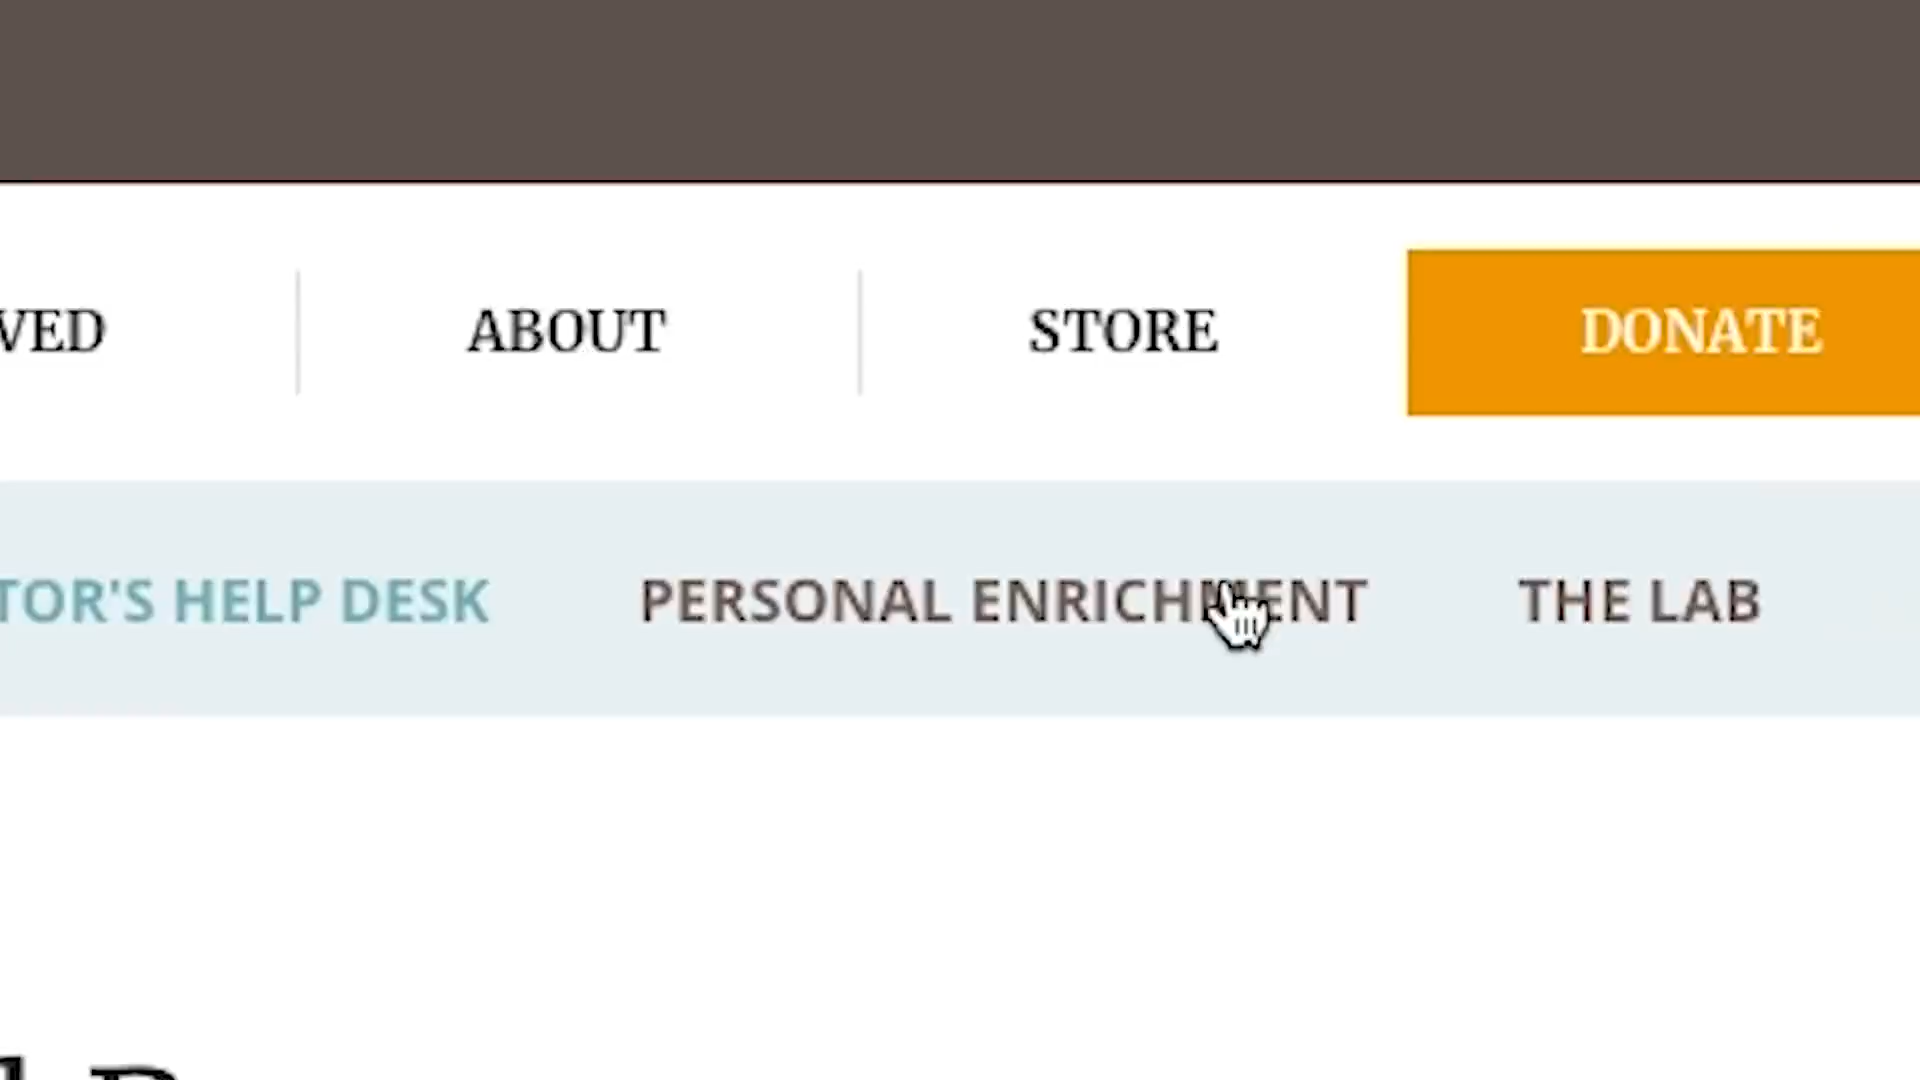 VED ABOUT STORE DONATE
TOR'S HELP DESK PERSONAL ENRICHMENT THE LAB